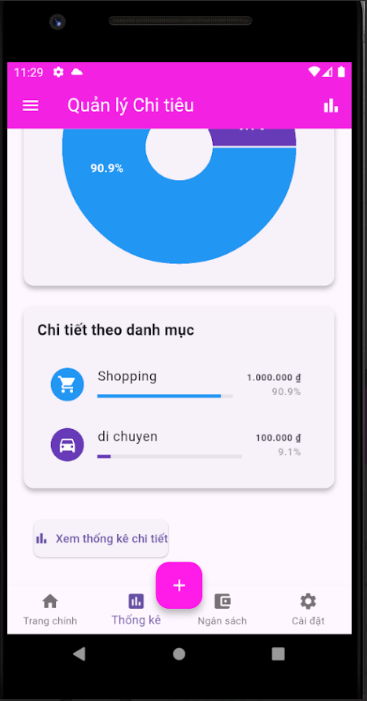 11:29
Quản lý Chi tiêu
90.9%
Chi tiết theo danh mục
Shopping
1.000.000 ₫
90.9%
di chuyen
100.000 ₫
9.1%
Xem thống kê chi tiết
Trang chính
Thống kê
Ngân sách
Cài đặt